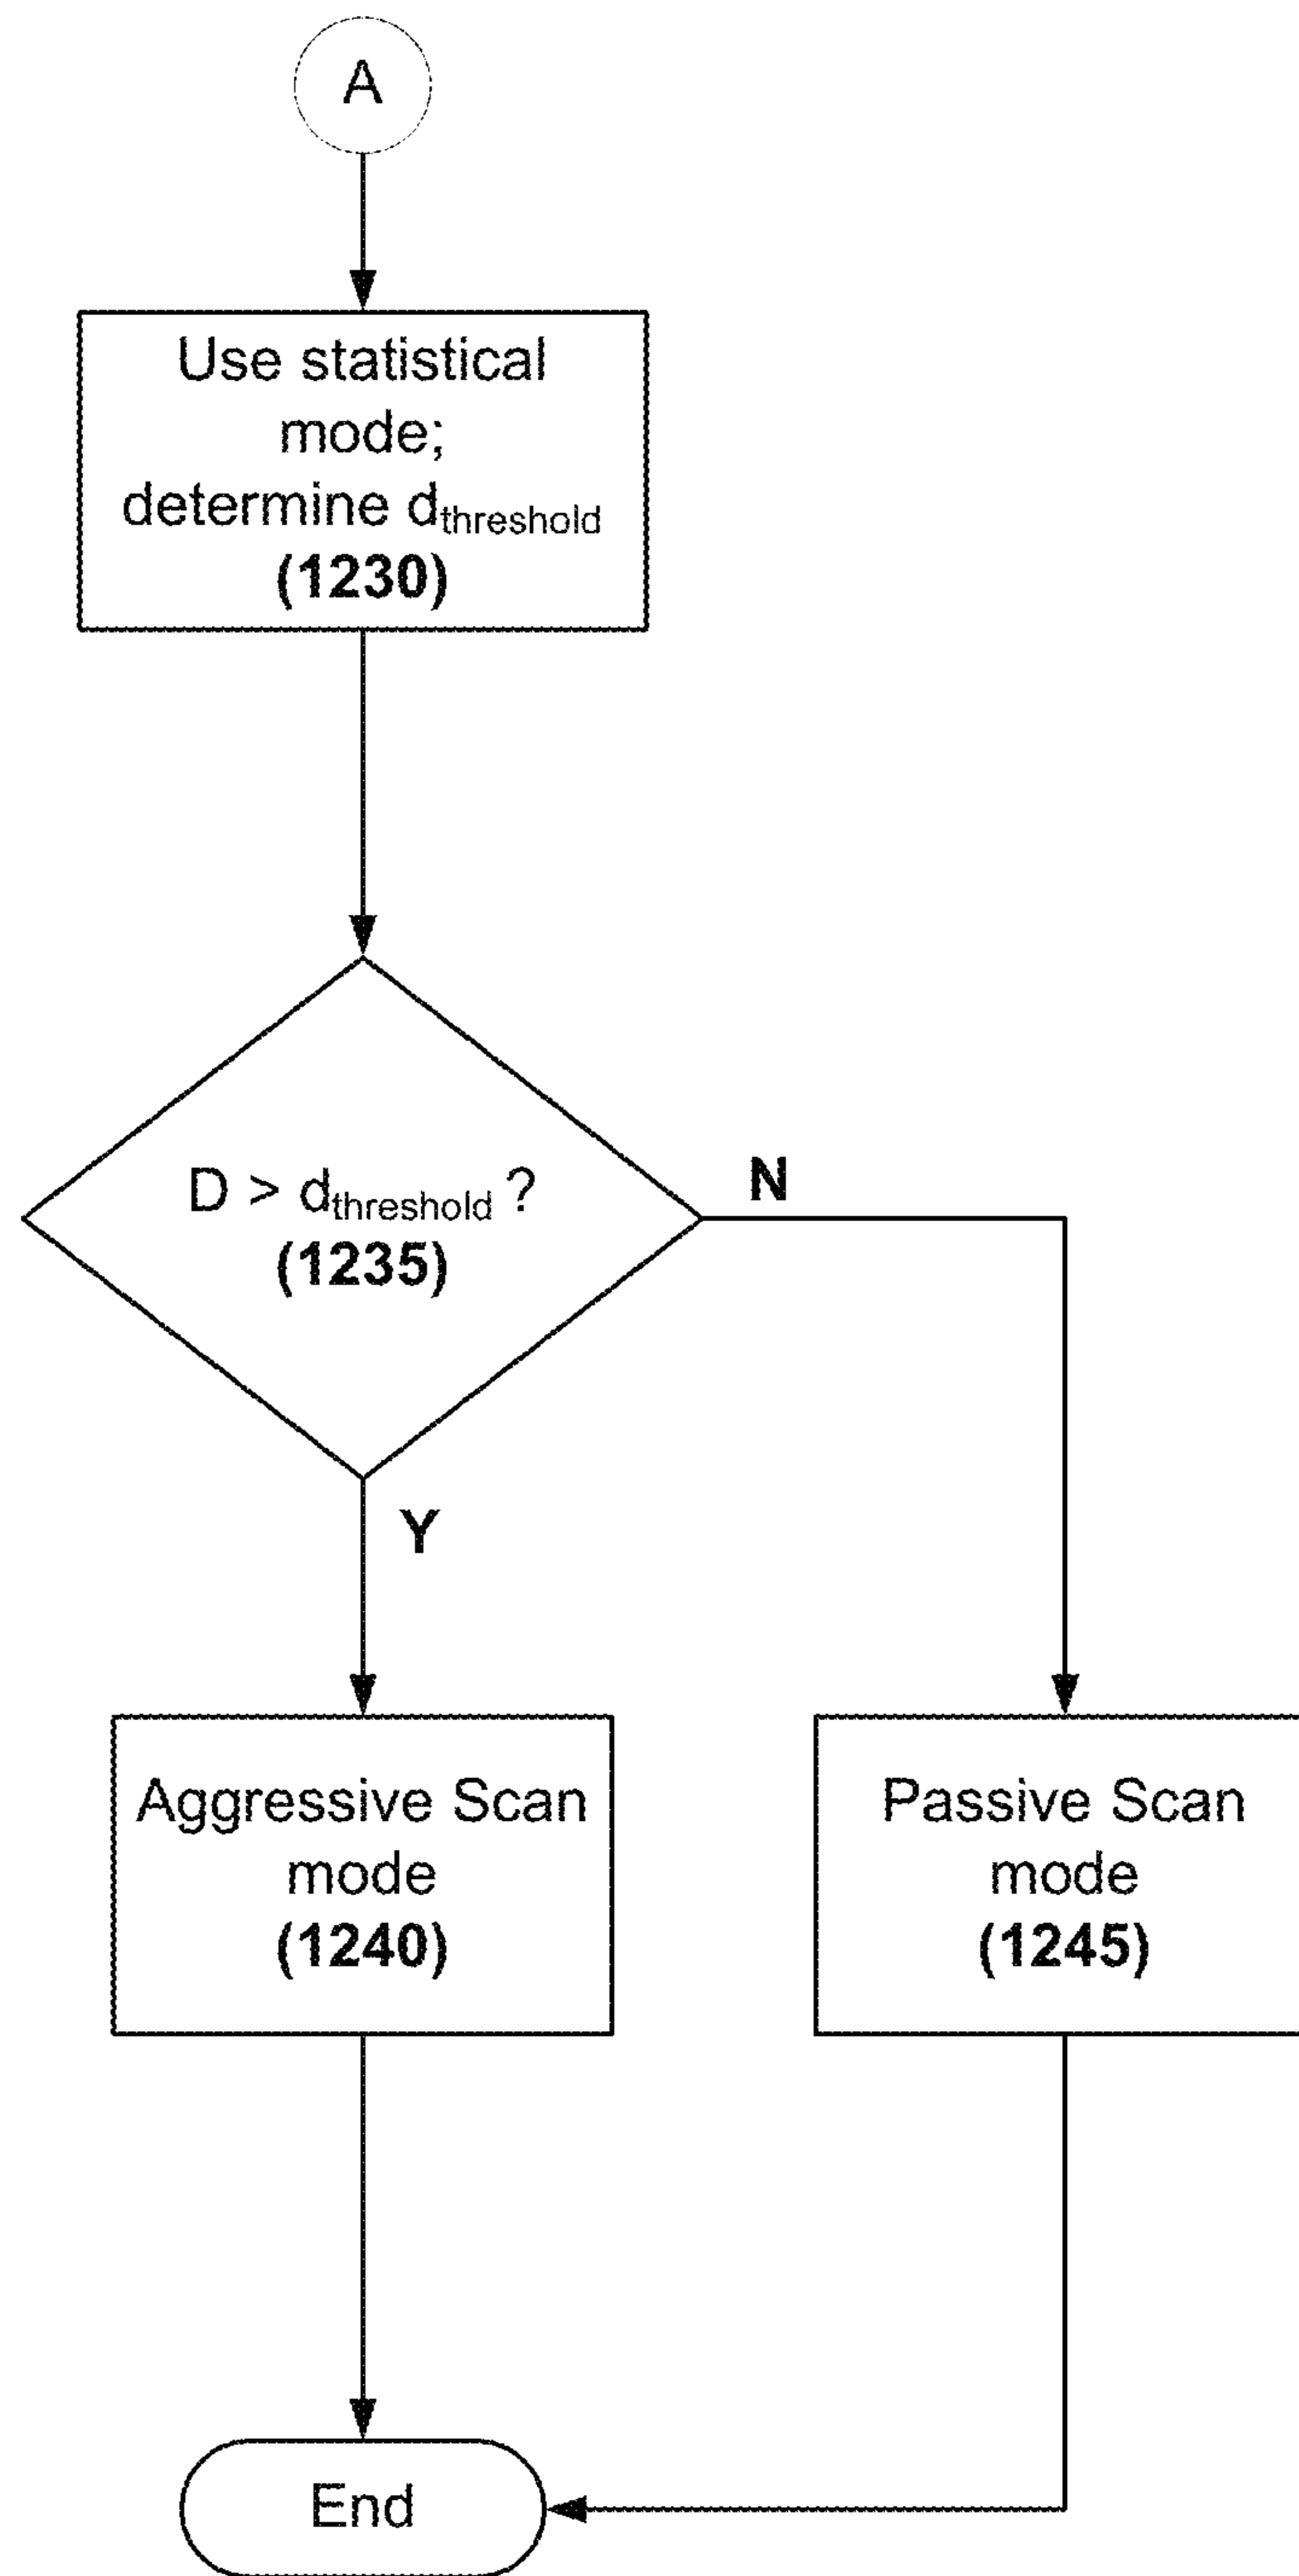 A
Use statistical
mode;
determine dthreshold
(1230)
D > dthreshold ?
(1235)
N
Y
Aggressive Scan
mode
(1240)
Passive Scan
mode
(1245)
End